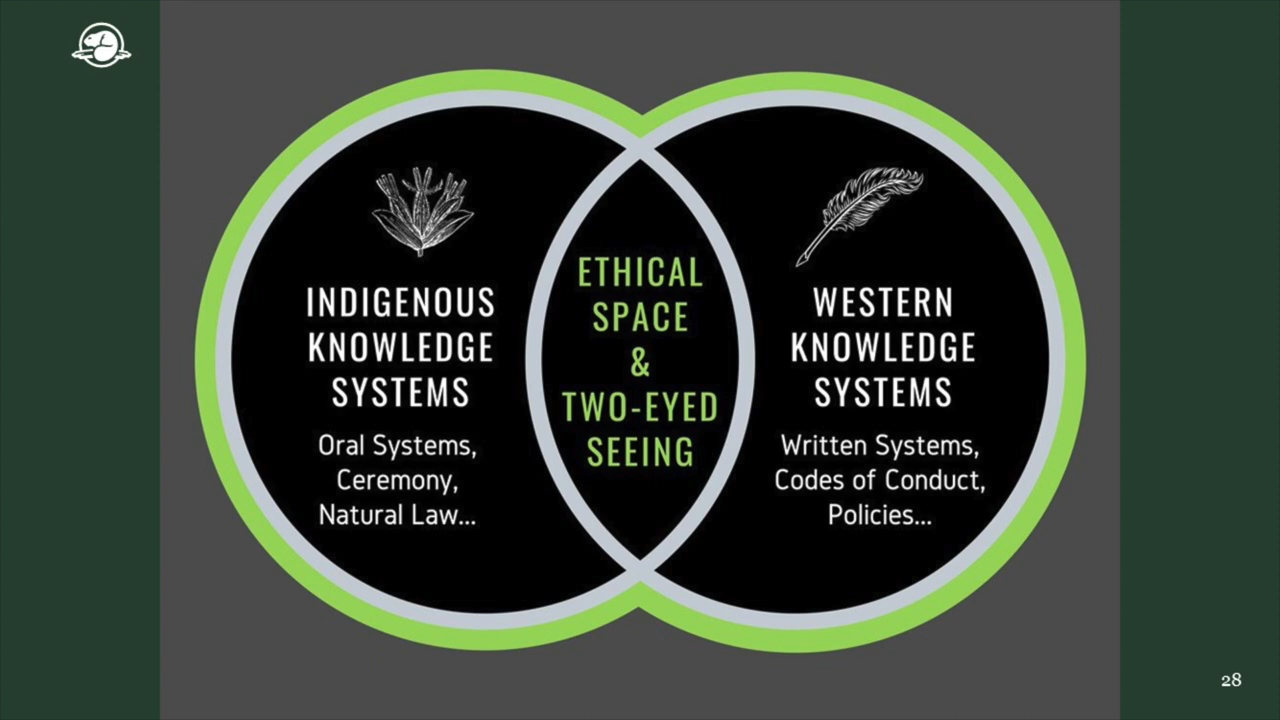 INDIGENOUS
KNOWLEDGE
SYSTEMS
Oral Systems,
Ceremony,
Natural Law...
ETHICAL
SPACE
&
TWO-EYED
SEEING
WESTERN
KNOWLEDGE
SYSTEMS
Written Systems,
Codes of Conduct,
Policies...
28